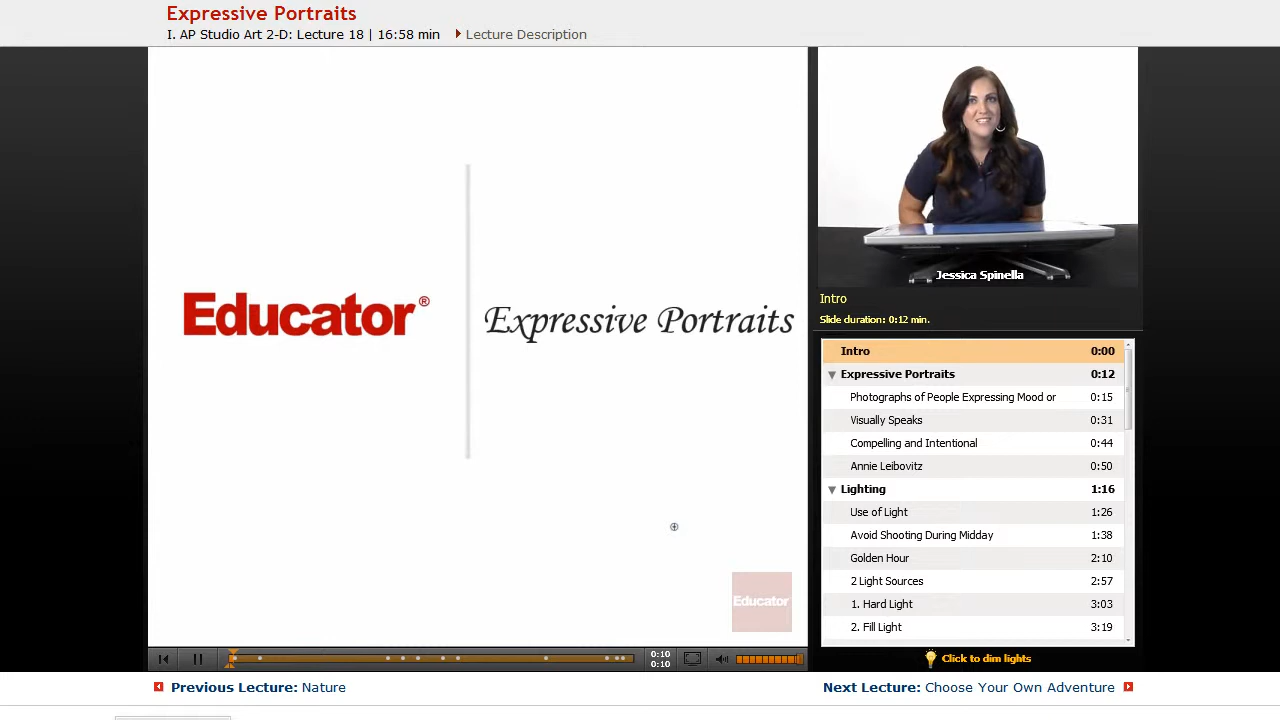 Expressive Portraits
I. AP Studio Art 2-D: Lecture 18 | 16:58 min
Lecture Description
Educator®
Expressive Portraits
Educator
Jessica Spinella
Intro
Slide duration: 0:12 min.
Intro 0:00
Expressive Portraits 0:12
Photographs of People Expressing Mood or 0:15
Visually Speaks 0:31
Compelling and Intentional 0:44
Annie Leibovitz 0:50
Lighting 1:16
Use of Light 1:26
Avoid Shooting During Midday 1:38
Golden Hour 2:10
2 Light Sources 2:57
1. Hard Light 3:03
2. Fill Light 3:19
0:10
0:10
Click to dim lights
Previous Lecture: Nature
Next Lecture: Choose Your Own Adventure